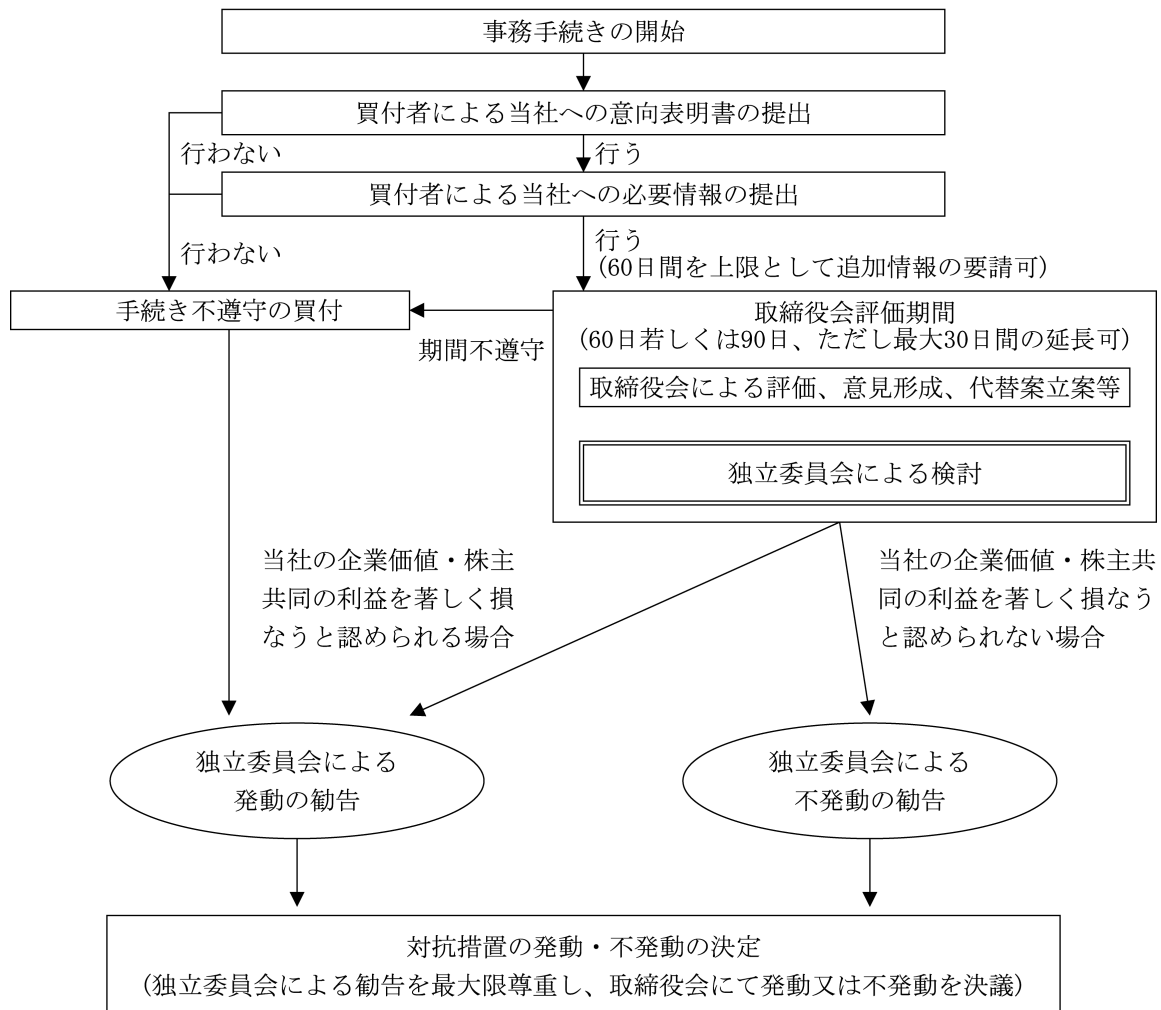 事務手続きの開始
買付者による当社への意向表明書の提出
行わない
行う
買付者による当社への必要情報の提出
行わない
行う
(60日間を上限として追加情報の要請可)
手続き不遵守の買付
期間不遵守
取締役会評価期間
(60日若しくは90日、ただし最大30日間の延長可)
取締役会による評価、意見形成、代替案立案等
独立委員会による検討
当社の企業価値・株主
共同の利益を著しく損
なうと認められる場合
当社の企業価値・株主共
同の利益を著しく損なう
と認められない場合
独立委員会による
発動の勧告
独立委員会による
不発動の勧告
対抗措置の発動・不発動の決定
(独立委員会による勧告を最大限尊重し、取締役会にて発動又は不発動を決議)